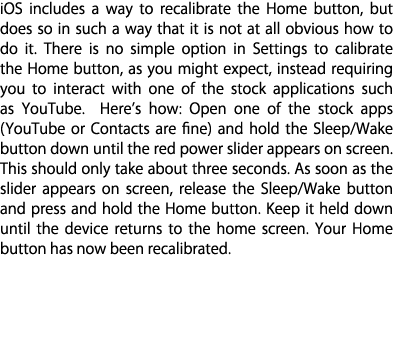 iOS includes a way to recalibrate the Home button, but
does so in such a way that it is not at all obvious how to
do it. There is no simple option in Settings to calibrate
the Home button, as you might expect, instead requiring
you to interact with one of the stock applications such
as YouTube.  Here’s how: Open one of the stock apps
(YouTube or Contacts are fine) and hold the Sleep/Wake
button down until the red power slider appears on screen.
This should only take about three seconds. As soon as the
slider appears on screen, release the Sleep/Wake button
and press and hold the Home button. Keep it held down
until the device returns to the home screen. Your Home
button has now been recalibrated.